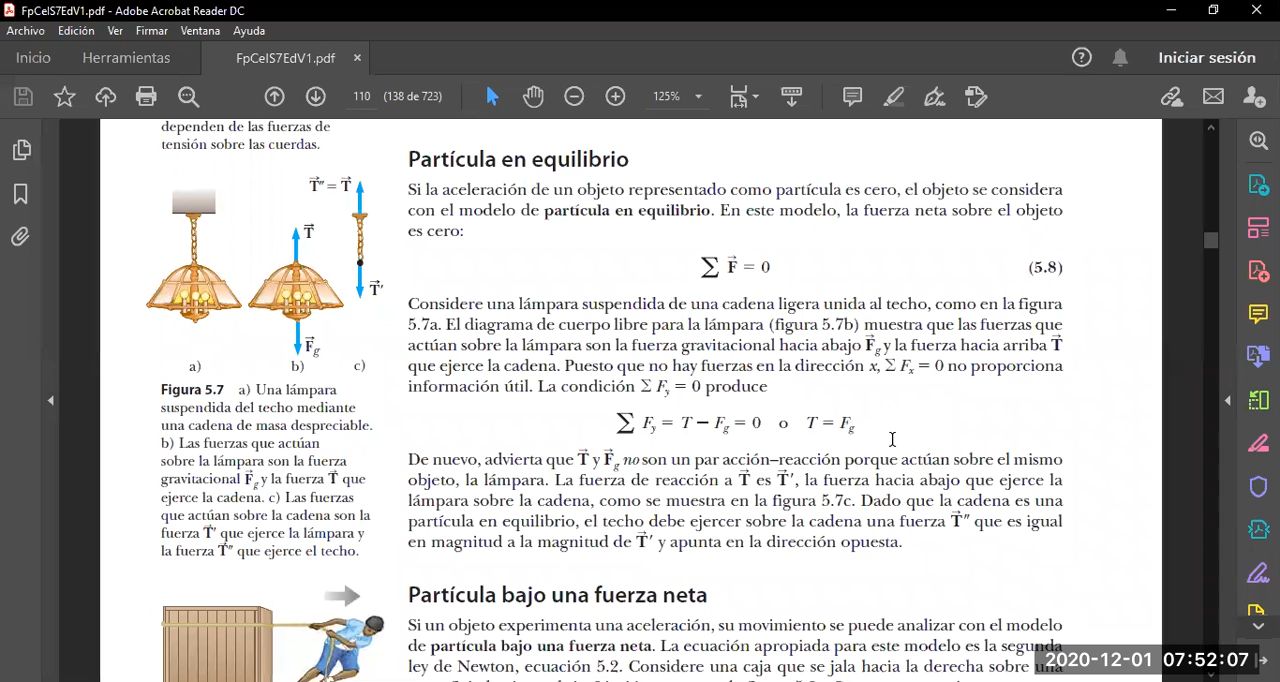 FpCeIS7EdV1.pdf - Adobe Acrobat Reader DC
Archivo Edición Ver Firmar Ventana Ayuda
Inicio Herramientas FpCeIS7EdV1.pdf × Iniciar sesión
110 (138 de 723) 125%
dependen de las fuerzas de
tensión sobre las cuerdas.
T⃗″ = T⃗
T⃗
T⃗′
F⃗g
a) b) c)
Figura 5.7 a) Una lámpara
suspendida del techo mediante
una cadena de masa despreciable.
b) Las fuerzas que actúan
sobre la lámpara son la fuerza
gravitacional F⃗g y la fuerza T⃗ que
ejerce la cadena. c) Las fuerzas
que actúan sobre la cadena son la
fuerza T⃗′ que ejerce la lámpara y
la fuerza T⃗″ que ejerce el techo.
Partícula en equilibrio
Si la aceleración de un objeto representado como partícula es cero, el objeto se considera
con el modelo de partícula en equilibrio. En este modelo, la fuerza neta sobre el objeto
es cero:
∑ F⃗ = 0 (5.8)
Considere una lámpara suspendida de una cadena ligera unida al techo, como en la figura
5.7a. El diagrama de cuerpo libre para la lámpara (figura 5.7b) muestra que las fuerzas que
actúan sobre la lámpara son la fuerza gravitacional hacia abajo F⃗g y la fuerza hacia arriba T⃗
que ejerce la cadena. Puesto que no hay fuerzas en la dirección x, ∑ Fx = 0 no proporciona
información útil. La condición ∑ Fy = 0 produce
∑ Fy = T − Fg = 0 o T = Fg
De nuevo, advierta que T⃗ y F⃗g no son un par acción–reacción porque actúan sobre el mismo
objeto, la lámpara. La fuerza de reacción a T⃗ es T⃗′, la fuerza hacia abajo que ejerce la
lámpara sobre la cadena, como se muestra en la figura 5.7c. Dado que la cadena es una
partícula en equilibrio, el techo debe ejercer sobre la cadena una fuerza T⃗″ que es igual
en magnitud a la magnitud de T⃗′ y apunta en la dirección opuesta.
Partícula bajo una fuerza neta
Si un objeto experimenta una aceleración, su movimiento se puede analizar con el modelo
de partícula bajo una fuerza neta. La ecuación apropiada para este modelo es la segunda
ley de Newton, ecuación 5.2. Considere una caja que se jala hacia la derecha sobre una
2020-12-01 07:52:07